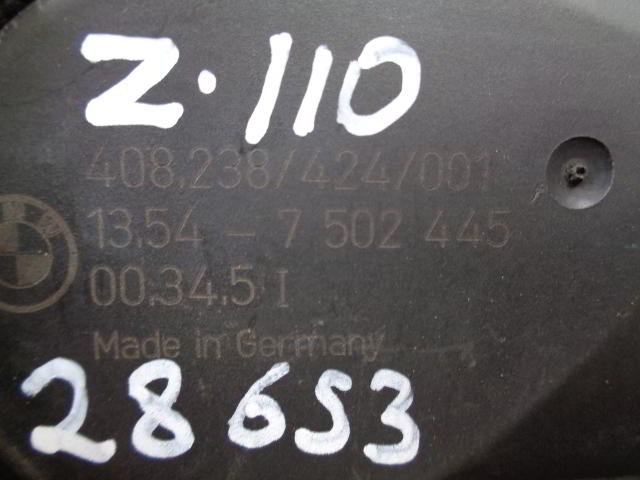 Z.110
408.238/424/001
13.54 - 7 502 445
00.34.5 I
Made in Germany
28653